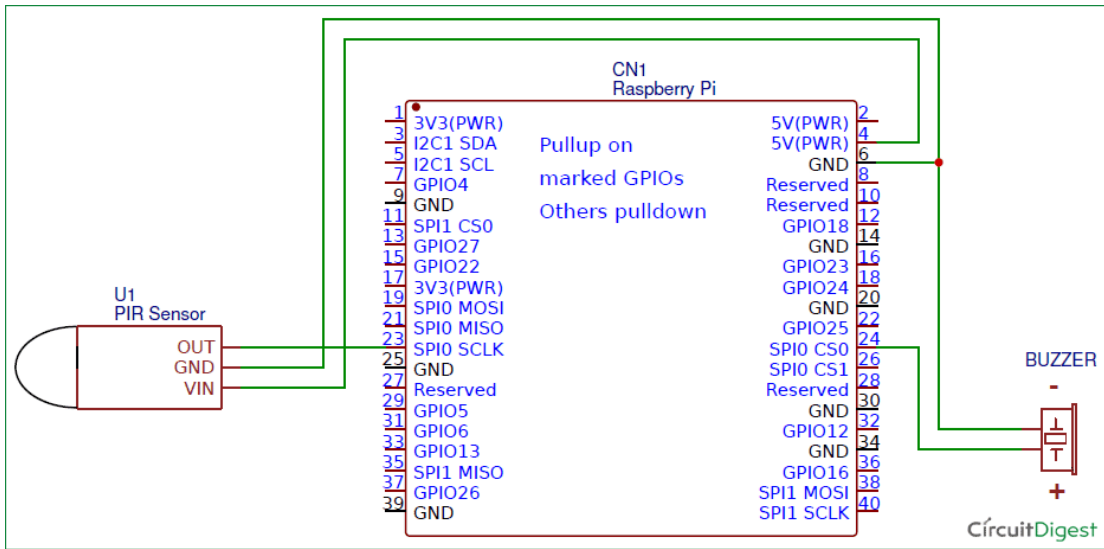 CN1
Raspberry Pi
1 3V3(PWR)
3 I2C1 SDA
5 I2C1 SCL
7 GPIO4
9 GND
11 SPI1 CS0
13 GPIO27
15 GPIO22
17 3V3(PWR)
19 SPI0 MOSI
21 SPI0 MISO
23 SPI0 SCLK
25 GND
27 Reserved
29 GPIO5
31 GPIO6
33 GPIO13
35 SPI1 MISO
37 GPIO26
39 GND
Pullup on
marked GPIOs
Others pulldown
5V(PWR) 2
5V(PWR) 4
GND 6
Reserved 8
Reserved 10
GPIO18 12
GND 14
GPIO23 16
GPIO24 18
GND 20
GPIO25 22
SPI0 CS0 24
SPI0 CS1 26
Reserved 28
GND 30
GPIO12 32
GND 34
GPIO16 36
SPI1 MOSI 38
SPI1 SCLK 40
U1
PIR Sensor
OUT
GND
VIN
BUZZER
-
+
CircuitDigest